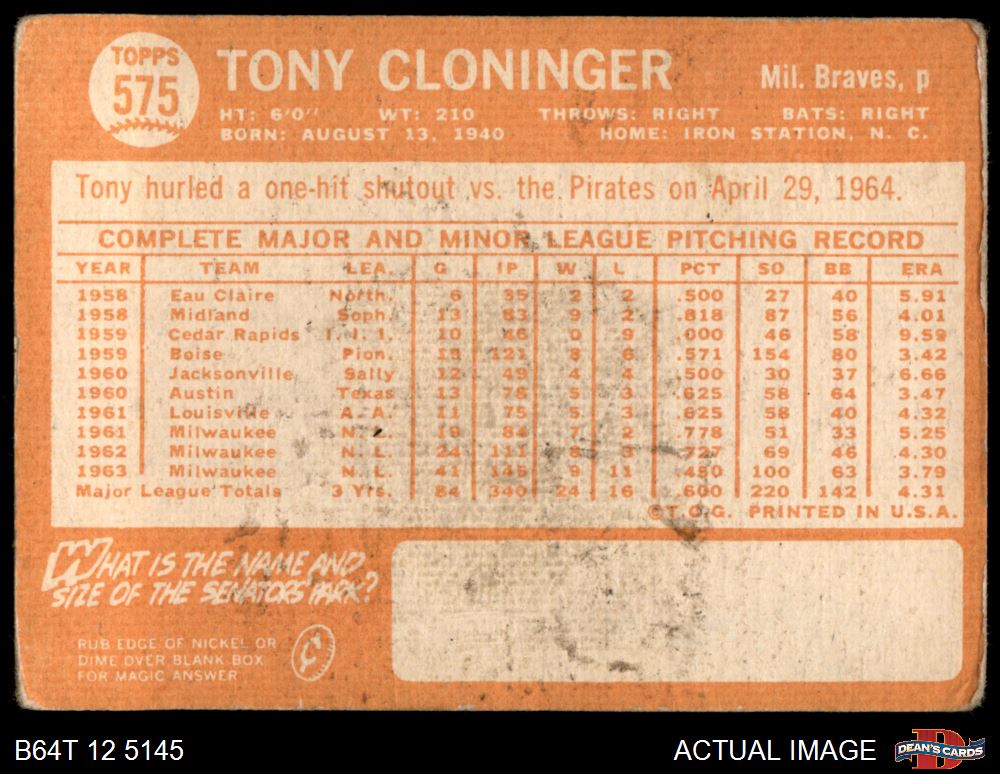 TOPPS
575
TONY CLONINGER
Mil. Braves, p
HT: 6'0" WT: 210 THROWS: RIGHT BATS: RIGHT
BORN: AUGUST 13, 1940 HOME: IRON STATION, N. C.
Tony hurled a one-hit shutout vs. the Pirates on April 29, 1964.
COMPLETE MAJOR AND MINOR LEAGUE PITCHING RECORD
YEAR TEAM LEA. G IP W L PCT SO BB ERA
1958 Eau Claire North. 6 35 2 2 .500 27 40 5.91
1958 Midland Soph. 13 83 9 2 .818 87 56 4.01
1959 Cedar Rapids I.N.I. 10 46 0 9 .000 46 58 9.59
1959 Boise Pion. 121 8 6 .571 154 80 3.42
1960 Jacksonville Sally 12 49 4 4 .500 30 37 6.66
1960 Austin Texas 13 78 5 3 .625 58 64 3.47
1961 Louisville A.A. 11 75 5 3 .625 58 40 4.32
1961 Milwaukee N.L. 19 84 7 2 .778 51 33 5.25
1962 Milwaukee N.L. 24 111 8 3 .727 69 46 4.30
1963 Milwaukee N.L. 41 145 9 11 .450 100 63 3.79
Major League Totals 3 Yrs. 84 340 24 16 .600 220 142 4.31
©T.C.G. PRINTED IN U.S.A.
WHAT IS THE NAME AND
SIZE OF THE SENATORS' PARK?
RUB EDGE OF NICKEL OR
DIME OVER BLANK BOX
FOR MAGIC ANSWER
¢
B64T 12 5145
ACTUAL IMAGE
D
DEAN'S CARDS